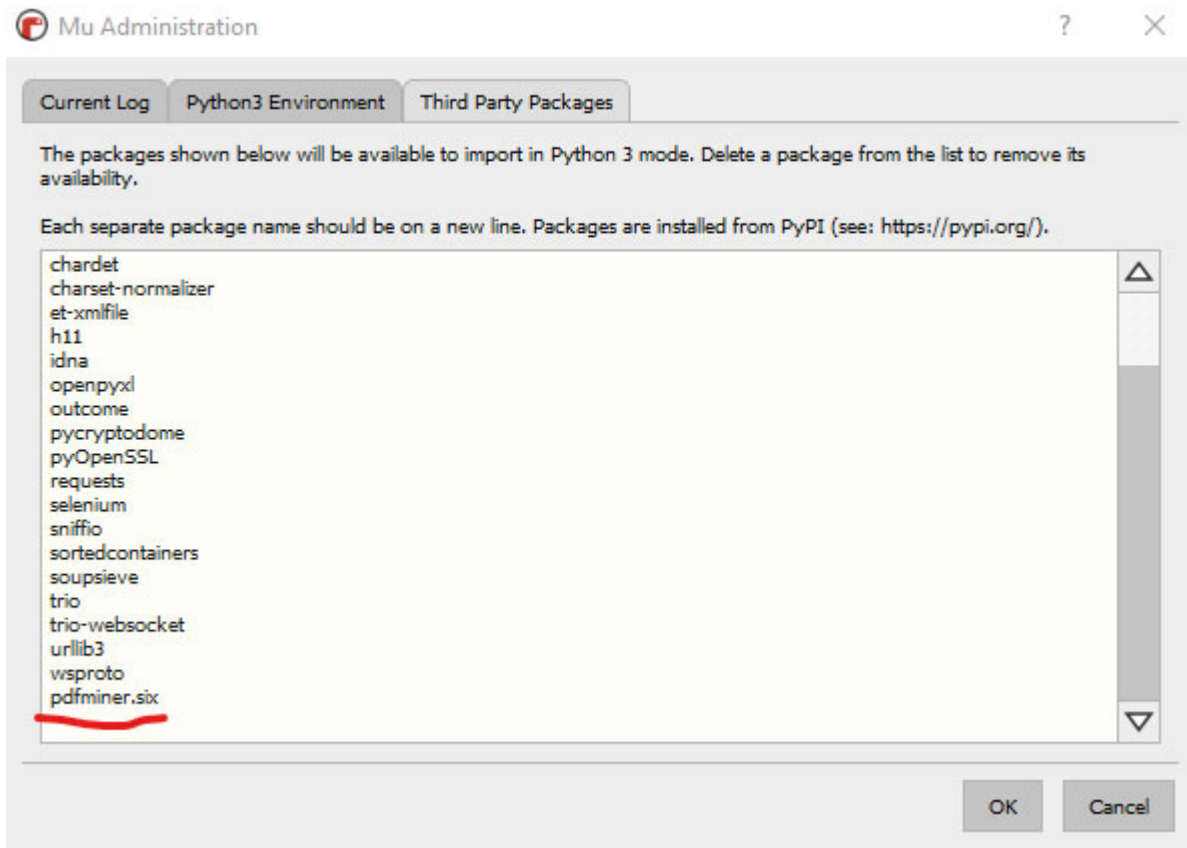 Mu Administration
?
Current Log
Python3 Environment
Third Party Packages
The packages shown below will be available to import in Python 3 mode. Delete a package from the list to remove its
availability.
Each separate package name should be on a new line. Packages are installed from PyPI (see: https://pypi.org/).
chardet
charset-normalizer
et-xmlfile
h11
idna
openpyxl
outcome
pycryptodome
pyOpenSSL
requests
selenium
sniffio
sortedcontainers
soupsieve
trio
trio-websocket
urllib3
wsproto
pdfminer.six
OK
Cancel